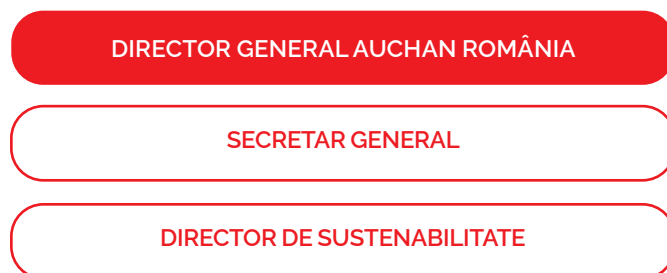 DIRECTOR GENERAL AUCHAN ROMÂNIA
SECRETAR GENERAL
DIRECTOR DE SUSTENABILITATE